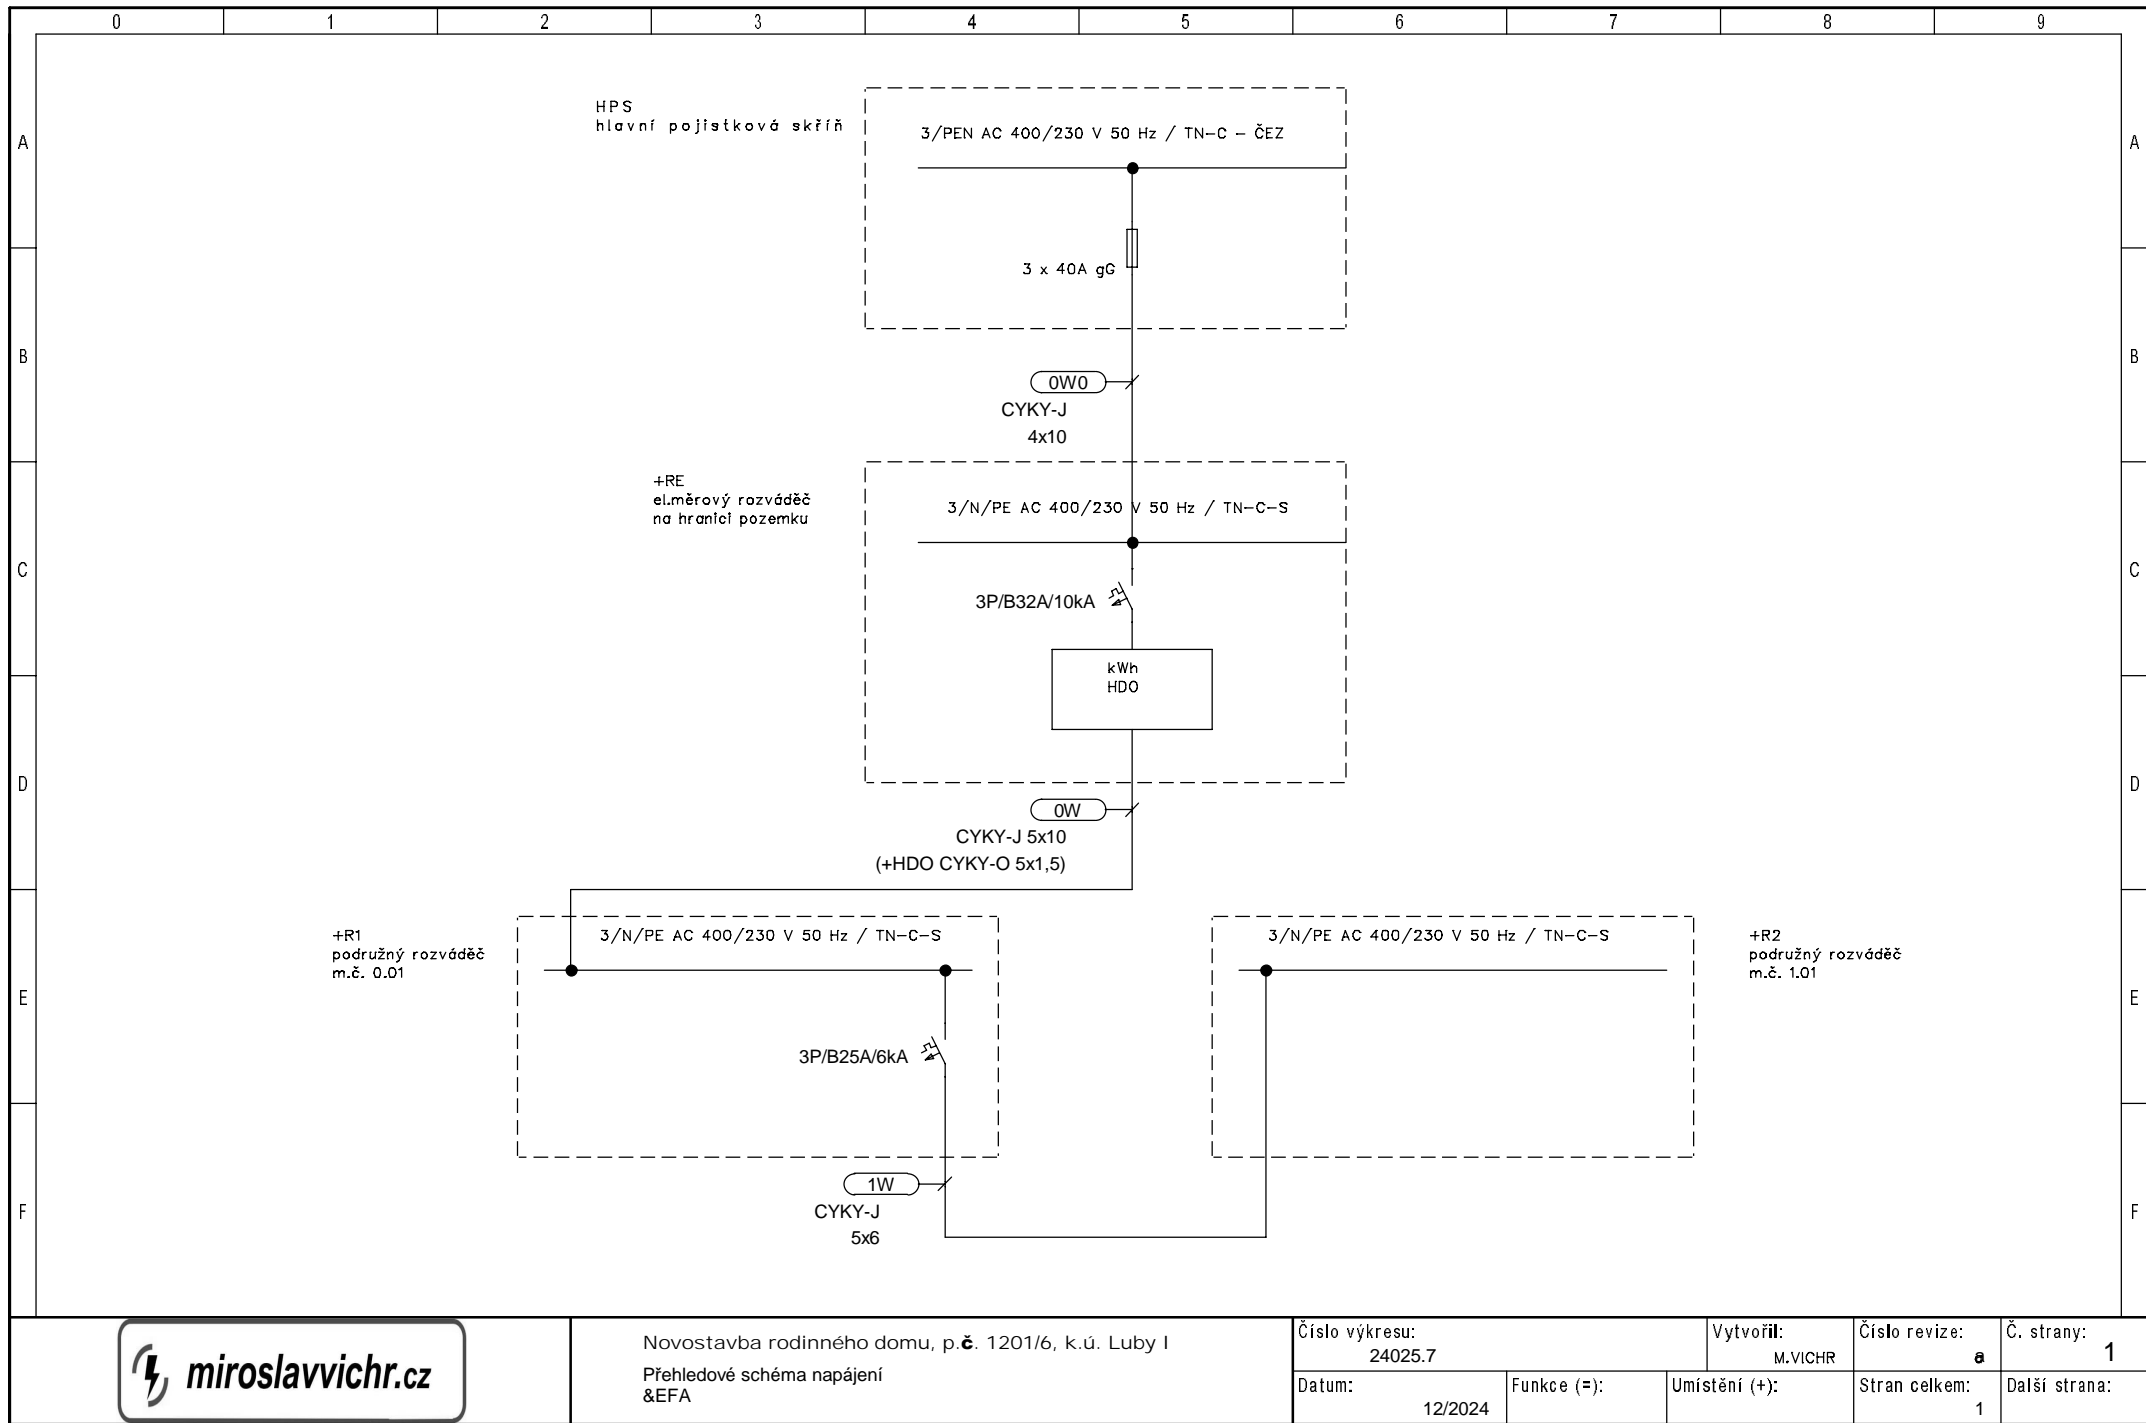 0 1 2 3 4 5 6 7 8 9
A
A
HPS
hlavní pojistková skříň
3/PEN AC 400/230 V 50 Hz / TN-C - ČEZ
3 x 40A gG
B
B
0W0
CYKY-J
4x10
+RE
el.měrový rozváděč
na hranici pozemku
3/N/PE AC 400/230 V 50 Hz / TN-C-S
C
C
3P/B32A/10kA
kWh
HDO
D
D
0W
CYKY-J 5x10
(+HDO CYKY-O 5x1,5)
+R1
podružný rozváděč
m.č. 0.01
3/N/PE AC 400/230 V 50 Hz / TN-C-S
3/N/PE AC 400/230 V 50 Hz / TN-C-S
+R2
podružný rozváděč
m.č. 1.01
E
E
3P/B25A/6kA
1W
CYKY-J
5x6
F
F
miroslavvichr.cz
Novostavba rodinného domu, p.č. 1201/6, k.ú. Luby I
Přehledové schéma napájení
&EFA
Číslo výkresu:
24025.7
Vytvořil:
M.VICHR
Číslo revize:
a
Č. strany:
1
Datum:
12/2024
Funkce (=):
Umístění (+):
Stran celkem:
1
Další strana: